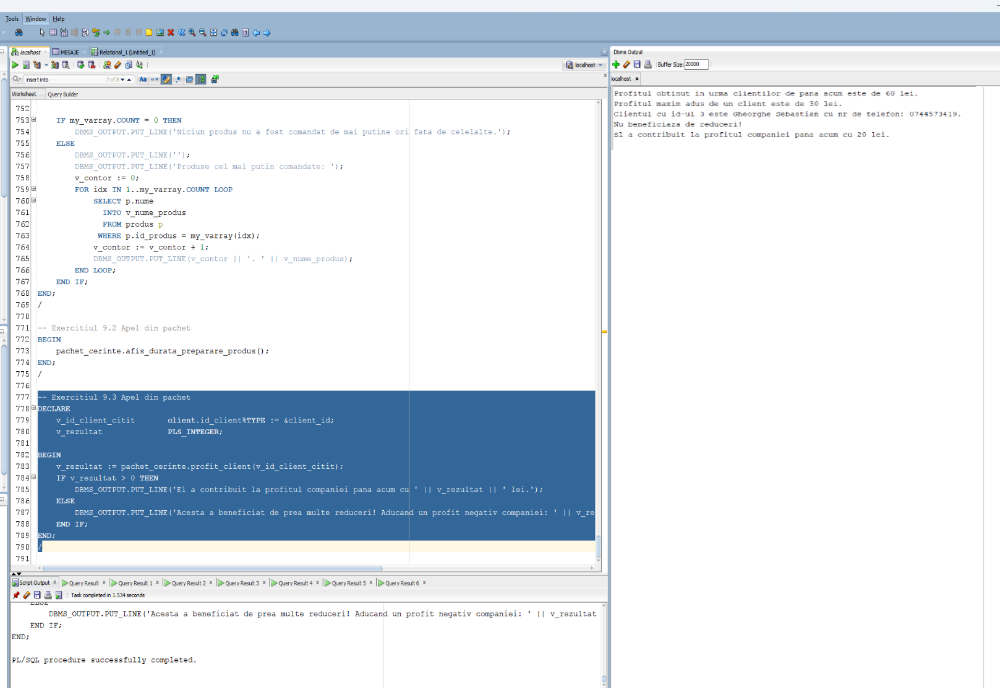 Tools Window Help
localhost MESAJE Relational_1 (Untitled_1)
localhost
insert into 7 of 8 Aa
Worksheet Query Builder
752
753 IF my_varray.COUNT = 0 THEN
754 DBMS_OUTPUT.PUT_LINE('Niciun produs nu a fost comandat de mai putine ori fata de celelalte.');
755 ELSE
756 DBMS_OUTPUT.PUT_LINE('');
757 DBMS_OUTPUT.PUT_LINE('Produse cel mai putin comandate: ');
758 v_contor := 0;
759 FOR idx IN 1..my_varray.COUNT LOOP
760 SELECT p.nume
761 INTO v_nume_produs
762 FROM produs p
763 WHERE p.id_produs = my_varray(idx);
764 v_contor := v_contor + 1;
765 DBMS_OUTPUT.PUT_LINE(v_contor || '. ' || v_nume_produs);
766 END LOOP;
767 END IF;
768 END;
769 /
770
771 -- Exercitiul 9.2 Apel din pachet
772 BEGIN
773 pachet_cerinte.afis_durata_preparare_produs();
774 END;
775 /
776
777 -- Exercitiul 9.3 Apel din pachet
778 DECLARE
779 v_id_client_citit client.id_client%TYPE := &client_id;
780 v_rezultat PLS_INTEGER;
781
782 BEGIN
783 v_rezultat := pachet_cerinte.profit_client(v_id_client_citit);
784 IF v_rezultat > 0 THEN
785 DBMS_OUTPUT.PUT_LINE('El a contribuit la profitul companiei pana acum cu ' || v_rezultat || ' lei.');
786 ELSE
787 DBMS_OUTPUT.PUT_LINE('Acesta a beneficiat de prea multe reduceri! Aducand un profit negativ companiei: ' || v_re
788 END IF;
789 END;
790 /
791
Script Output Query Result Query Result 1 Query Result 2 Query Result 3 Query Result 4 Query Result 5 Query Result 6
Task completed in 1.534 seconds
ELSE
DBMS_OUTPUT.PUT_LINE('Acesta a beneficiat de prea multe reduceri! Aducand un profit negativ companiei: ' || v_rezultat
END IF;
END;
PL/SQL procedure successfully completed.
Dbms Output
Buffer Size: 20000
localhost
Profitul obtinut in urma clientilor de pana acum este de 60 lei.
Profitul maxim adus de un client este de 30 lei.
Clientul cu id-ul 3 este Gheorghe Sebastian cu nr de telefon: 0744573419.
Nu beneficiaza de reduceri!
El a contribuit la profitul companiei pana acum cu 20 lei.